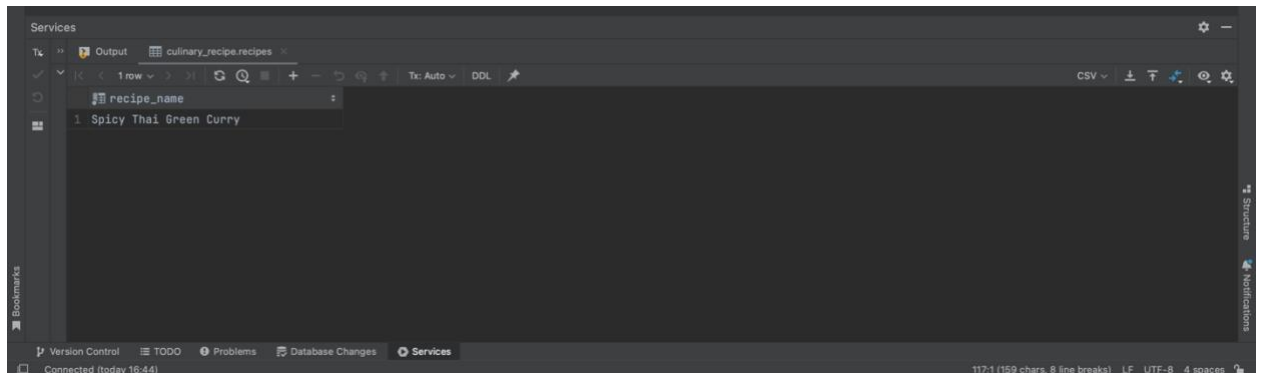 Services
Tx Output culinary_recipe.recipes
1 row Tx: Auto DDL CSV
recipe_name
1 Spicy Thai Green Curry
Structure
Notifications
Bookmarks
Version Control TODO Problems Database Changes Services
Connected (today 16:44) 117:1 (159 chars, 8 line breaks) LF UTF-8 4 spaces